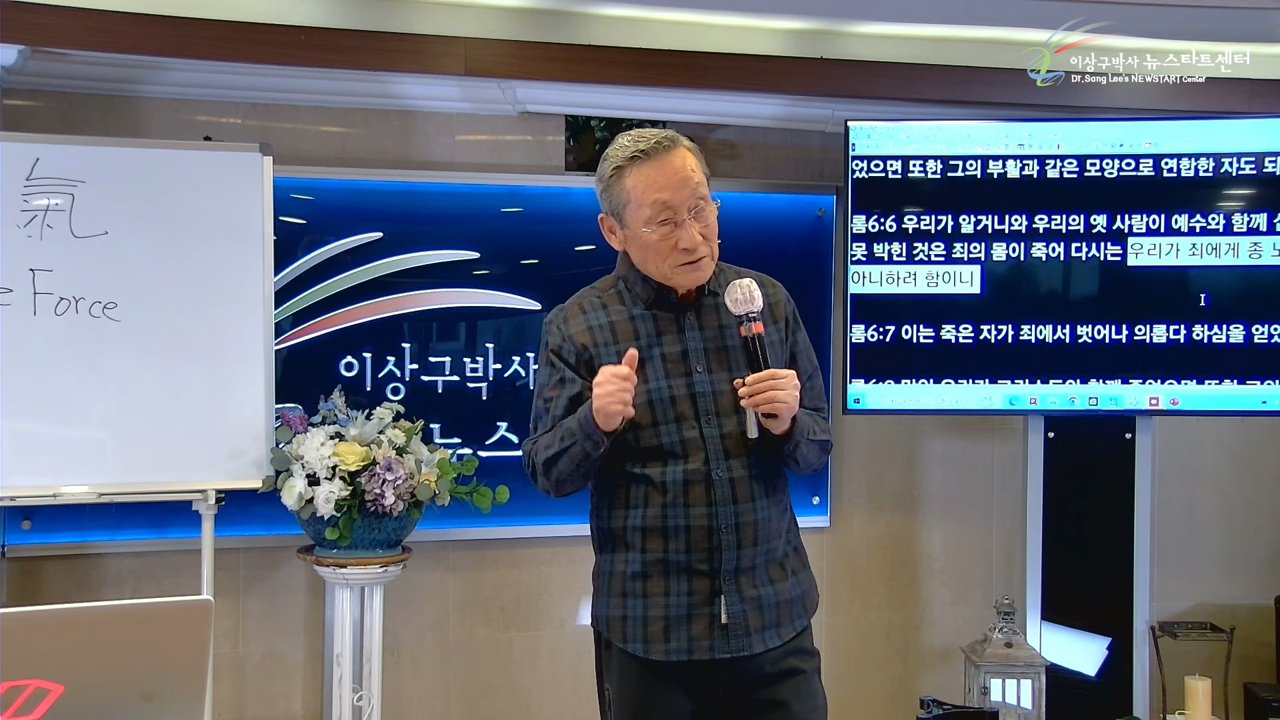 이상구박사 뉴스타트센터
Dr. Sang Lee's NEWSTART Center
氣
e Force
이상구박사
뉴스
었으면 또한 그의 부활과 같은 모양으로 연합한 자도 되
롬6:6 우리가 알거니와 우리의 옛 사람이 예수와 함께
못 박힌 것은 죄의 몸이 죽어 다시는 우리가 죄에게 종
아니하려 함이니
롬6:7 이는 죽은 자가 죄에서 벗어나 의롭다 하심을 얻었